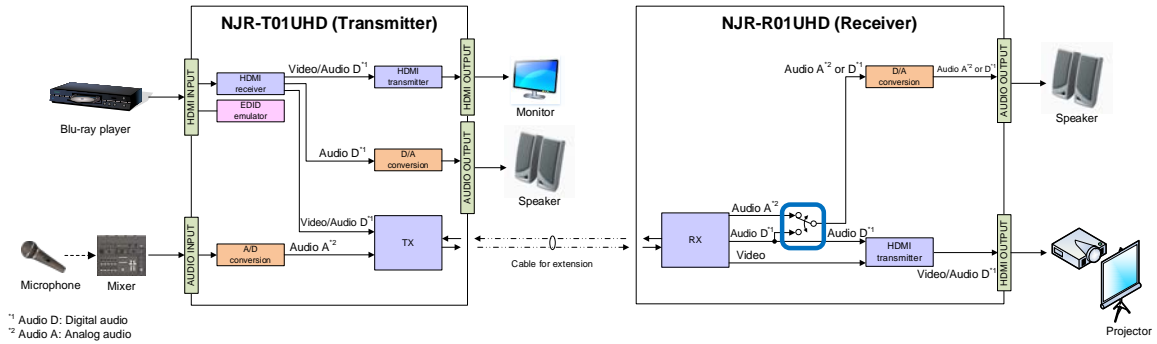 NJR-T01UHD (Transmitter)
NJR-R01UHD (Receiver)
Blu-ray player
HDMI INPUT
HDMI
receiver
EDID
emulator
Video/Audio D*1
HDMI
transmitter
HDMI OUTPUT
Monitor
Audio D*1
D/A
conversion
AUDIO OUTPUT
Speaker
Video/Audio D*1
Microphone
Mixer
AUDIO INPUT
A/D
conversion
Audio A*2
TX
Cable for extension
RX
Audio A*2
Audio D*1
Video
Audio D*1
Audio A*2 or D*1
D/A
conversion
Audio A*2 or D*1
AUDIO OUTPUT
Speaker
HDMI
transmitter
Video/Audio D*1
HDMI OUTPUT
Projector
*1 Audio D: Digital audio
*2 Audio A: Analog audio